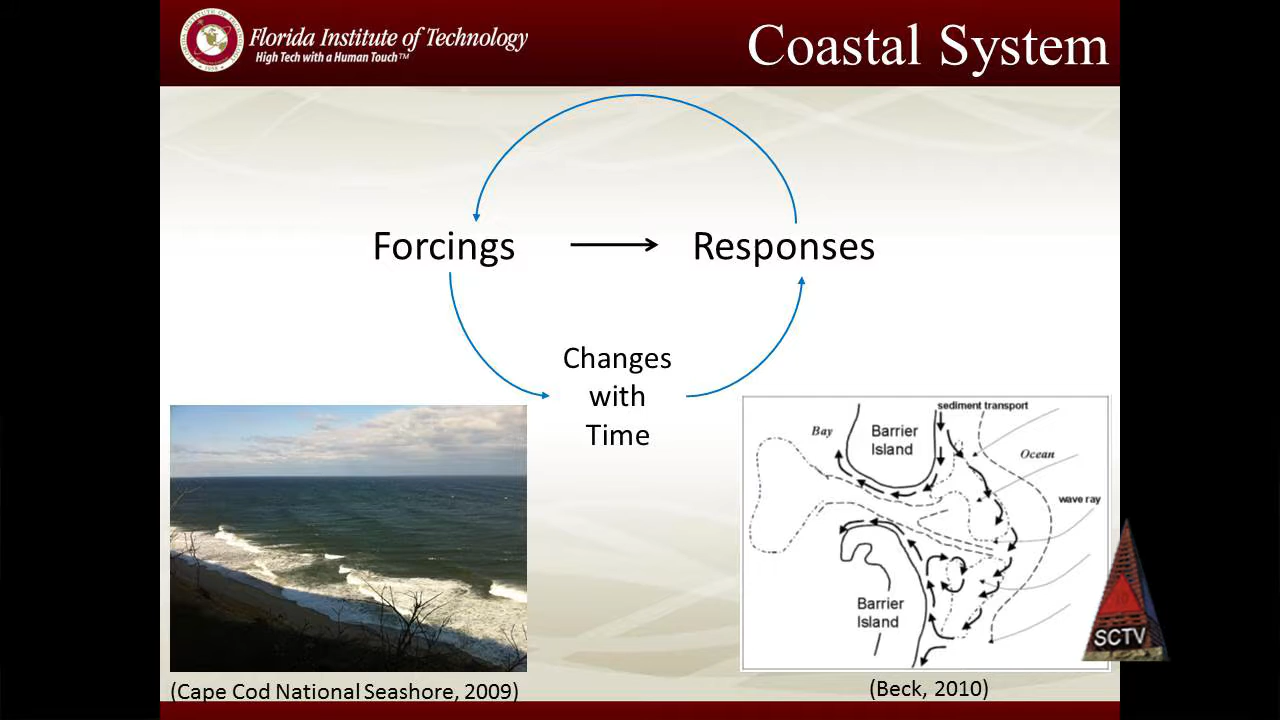 Florida Institute of Technology
High Tech with a Human Touch™
Coastal System
Forcings
Responses
Changes
with
Time
sediment transport
Bay
Barrier
Island
Ocean
wave ray
Barrier
Island
SCTV
(Cape Cod National Seashore, 2009)
(Beck, 2010)